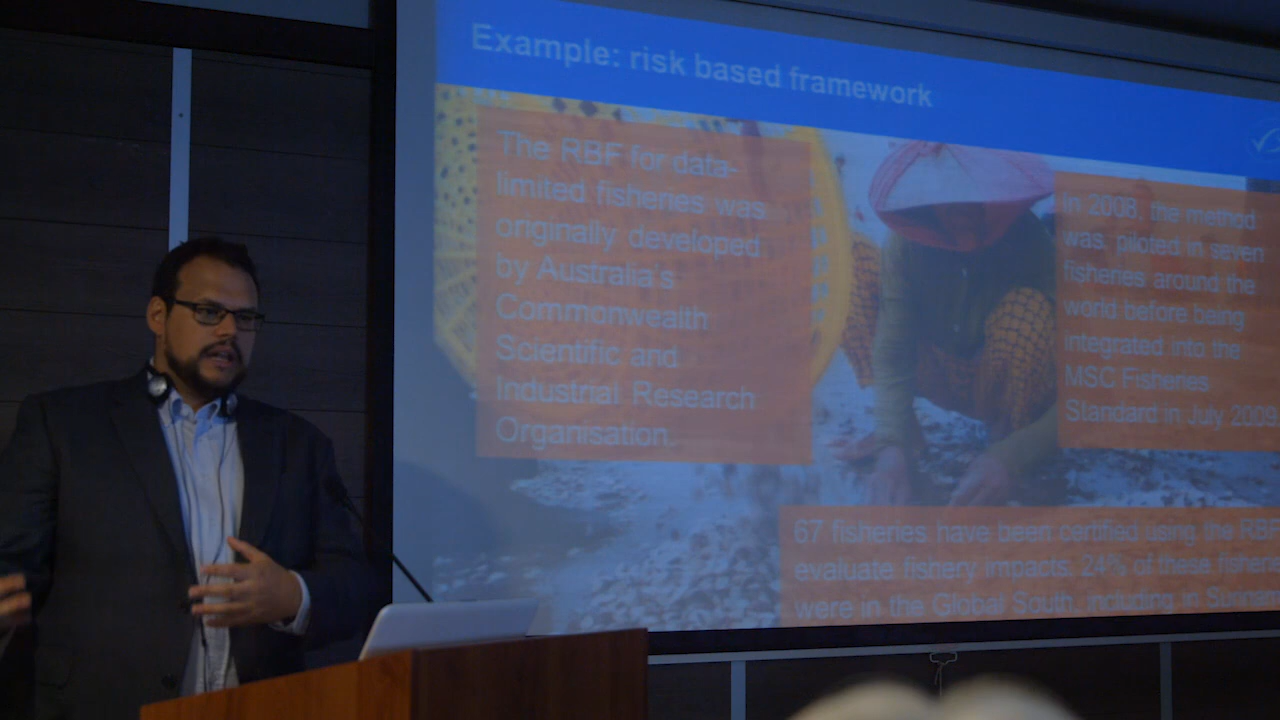 Example: risk based framework
The RBF for data-
limited fisheries was
originally developed
by Australia's
Commonwealth
Scientific and
Industrial Research
Organisation.
In 2008, the method
was piloted in seven
fisheries around the
world before being
integrated into the
MSC Fisheries
Standard in July 2009
67 fisheries have been certified using the RBF
evaluate fishery impacts. 24% of these
were in the Global South, including in